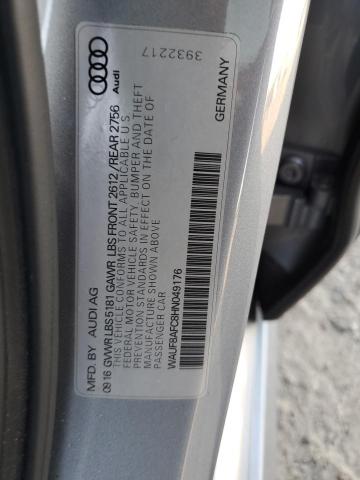 MFD. BY AUDI AG
09 16 GVWR LBS 5181 GAWR LBS FRONT 2612 /REAR 2756
THIS VEHICLE CONFORMS TO ALL APPLICABLE U S
FEDERAL MOTOR VEHICLE SAFETY, BUMPER AND THEFT
PREVENTION STANDARDS IN EFFECT ON THE DATE OF
MANUFACTURE SHOWN ABOVE
PASSENGER CAR
WAUF8AFC8HN049176
GERMANY
Audi
3932217